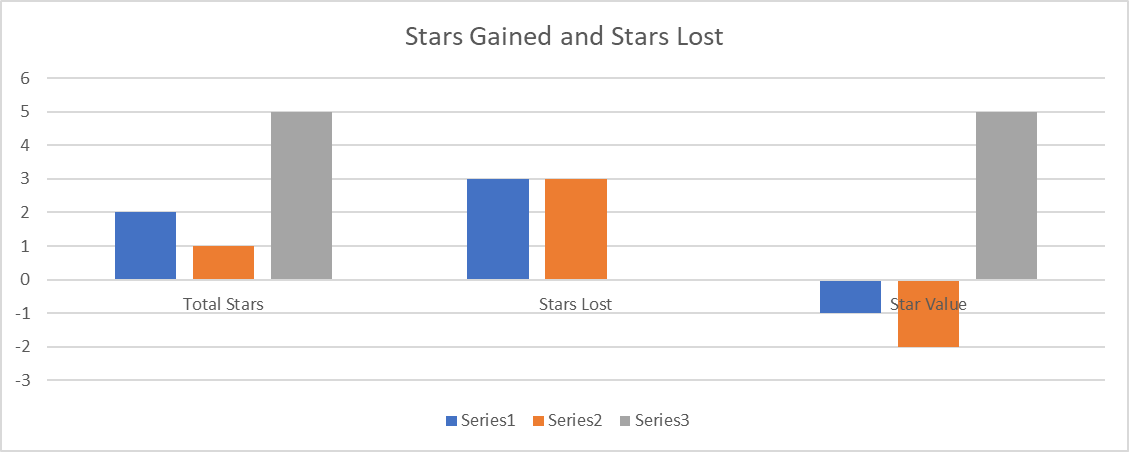 Stars Gained and Stars Lost
6
5
4
3
2
1
0
-1
-2
-3
Total Stars
Stars Lost
Star Value
Series1 Series2 Series3